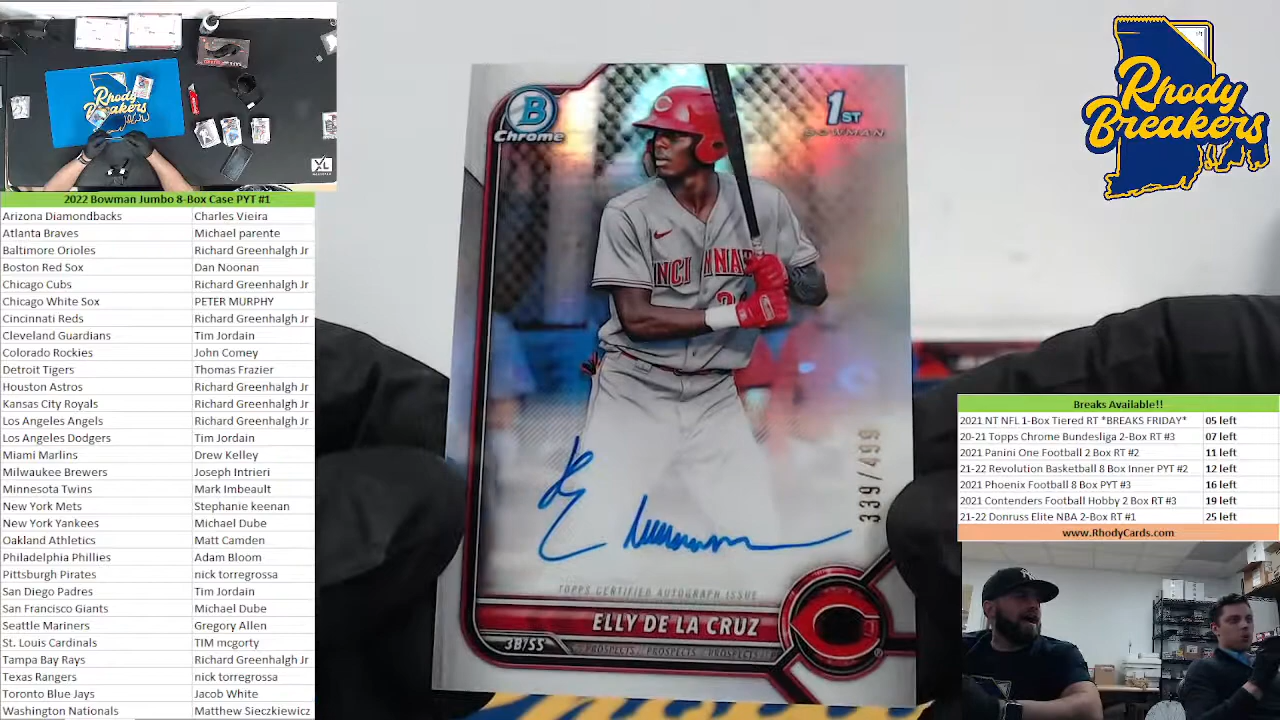 Rhody
Breakers
XL
2022 Bowman Jumbo 8-Box Case PYT #1
Arizona Diamondbacks Charles Vieira
Atlanta Braves Michael parente
Baltimore Orioles Richard Greenhalgh Jr
Boston Red Sox Dan Noonan
Chicago Cubs Richard Greenhalgh Jr
Chicago White Sox PETER MURPHY
Cincinnati Reds Richard Greenhalgh Jr
Cleveland Guardians Tim Jordain
Colorado Rockies John Comey
Detroit Tigers Thomas Frazier
Houston Astros Richard Greenhalgh Jr
Kansas City Royals Richard Greenhalgh Jr
Los Angeles Angels Richard Greenhalgh Jr
Los Angeles Dodgers Tim Jordain
Miami Marlins Drew Kelley
Milwaukee Brewers Joseph Intrieri
Minnesota Twins Mark Imbeault
New York Mets Stephanie keenan
New York Yankees Michael Dube
Oakland Athletics Matt Camden
Philadelphia Phillies Adam Bloom
Pittsburgh Pirates nick torregrossa
San Diego Padres Tim Jordain
San Francisco Giants Michael Dube
Seattle Mariners Gregory Allen
St. Louis Cardinals TIM mcgorty
Tampa Bay Rays Richard Greenhalgh Jr
Texas Rangers nick torregrossa
Toronto Blue Jays Jacob White
Washington Nationals Matthew Sieczkiewicz
B
Chrome
1ST
BOWMAN
339/499
TOPPS CERTIFIED AUTOGRAPH ISSUE
ELLY DE LA CRUZ
3B/SS
PROSPECTS/ PROSPECTS/ PROSPECTS
Rhody
Breakers
Breaks Available!!
2021 NT NFL 1-Box Tiered RT *BREAKS FRIDAY* 05 left
20-21 Topps Chrome Bundesliga 2-Box RT #3 07 left
2021 Panini One Football 2 Box RT #2 11 left
21-22 Revolution Basketball 8 Box Inner PYT #2 12 left
2021 Phoenix Football 8 Box PYT #3 16 left
2021 Contenders Football Hobby 2 Box RT #3 19 left
21-22 Donruss Elite NBA 2-Box RT #1 25 left
www.RhodyCards.com